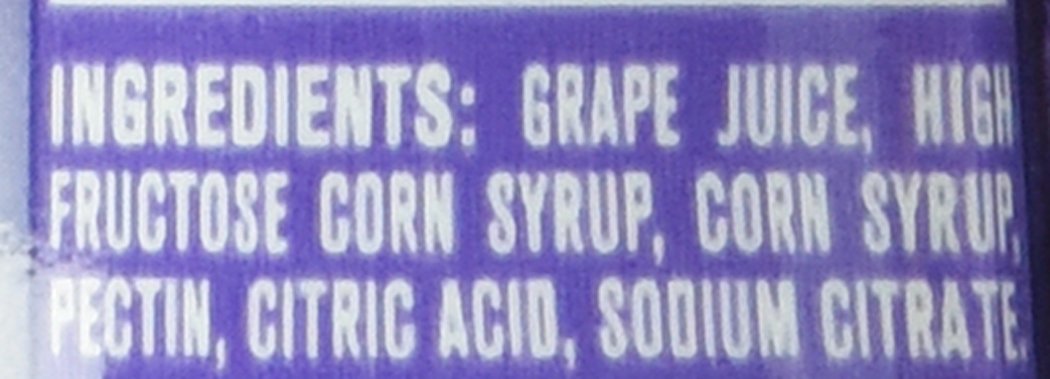 INGREDIENTS: GRAPE JUICE, HIGH
FRUCTOSE CORN SYRUP, CORN SYRUP,
PECTIN, CITRIC ACID, SODIUM CITRATE.